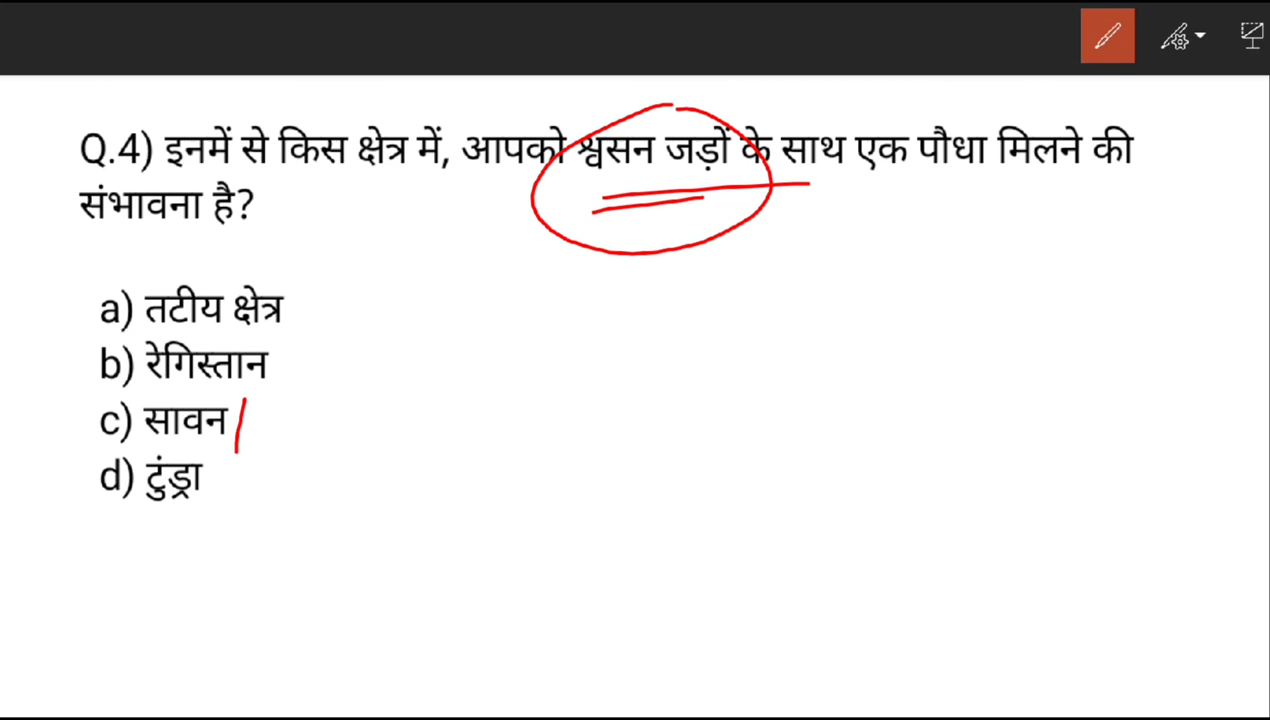 Q.4) इनमें से किस क्षेत्र में, आपको श्वसन जड़ों के साथ एक पौधा मिलने की
संभावना है?
a) तटीय क्षेत्र
b) रेगिस्तान
c) सावन
d) टुंड्रा